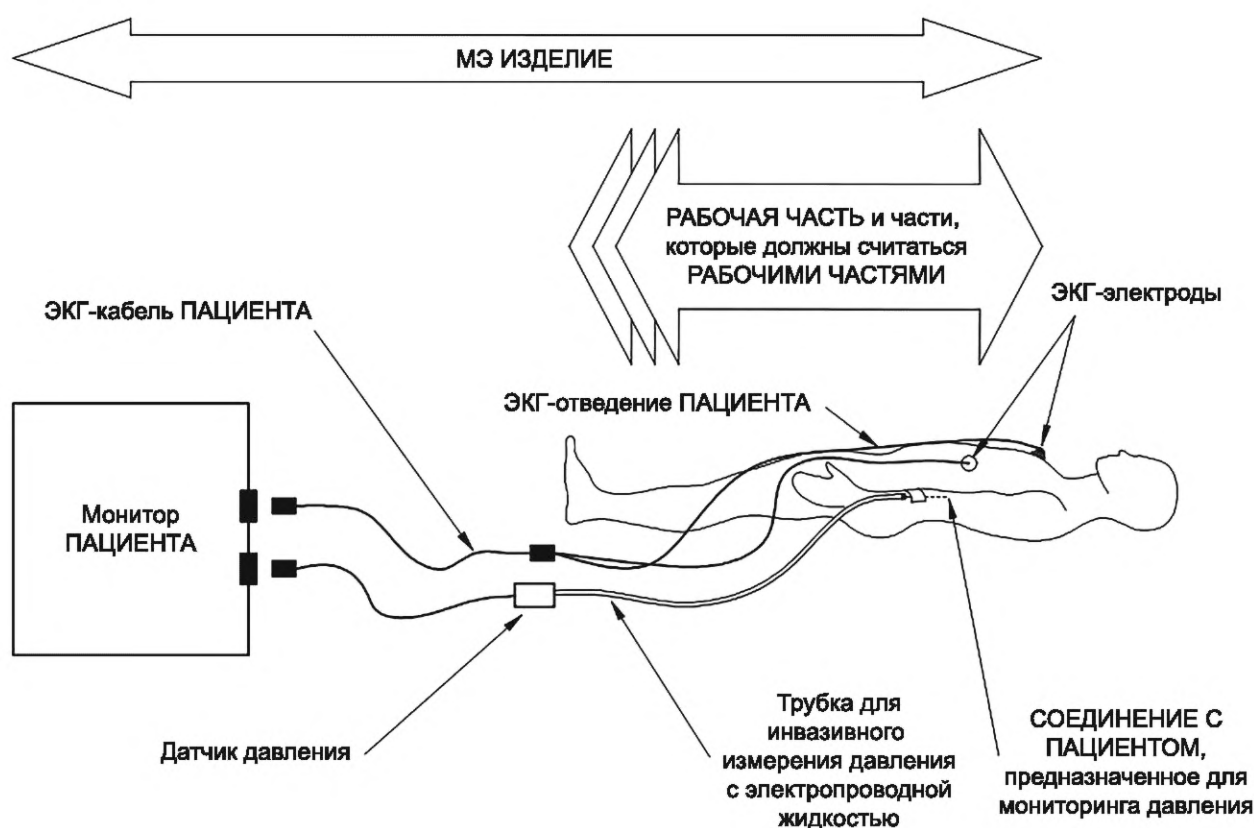 МЭ ИЗДЕЛИЕ
РАБОЧАЯ ЧАСТЬ и части,
которые должны считаться
РАБОЧИМИ ЧАСТЯМИ
ЭКГ-электроды
ЭКГ-кабель ПАЦИЕНТА
ЭКГ-отведение ПАЦИЕНТА
Монитор
ПАЦИЕНТА
Датчик давления
Трубка для
инвазивного
измерения давления
с электропроводной
жидкостью
СОЕДИНЕНИЕ С
ПАЦИЕНТОМ,
предназначенное для
мониторинга давления